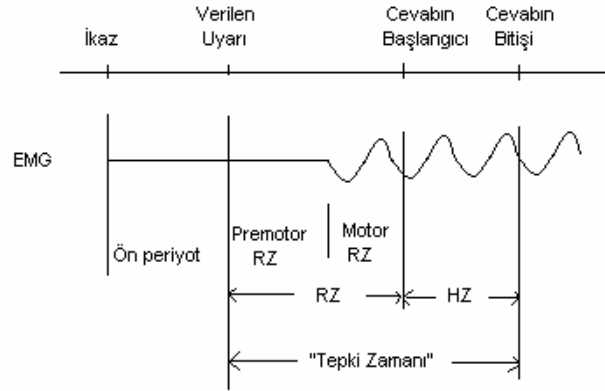 İkaz
Verilen
Uyarı
Cevabın
Başlangıcı
Cevabın
Bitişi
EMG
Ön periyot
Premotor
RZ
Motor
RZ
RZ
HZ
"Tepki Zamanı"